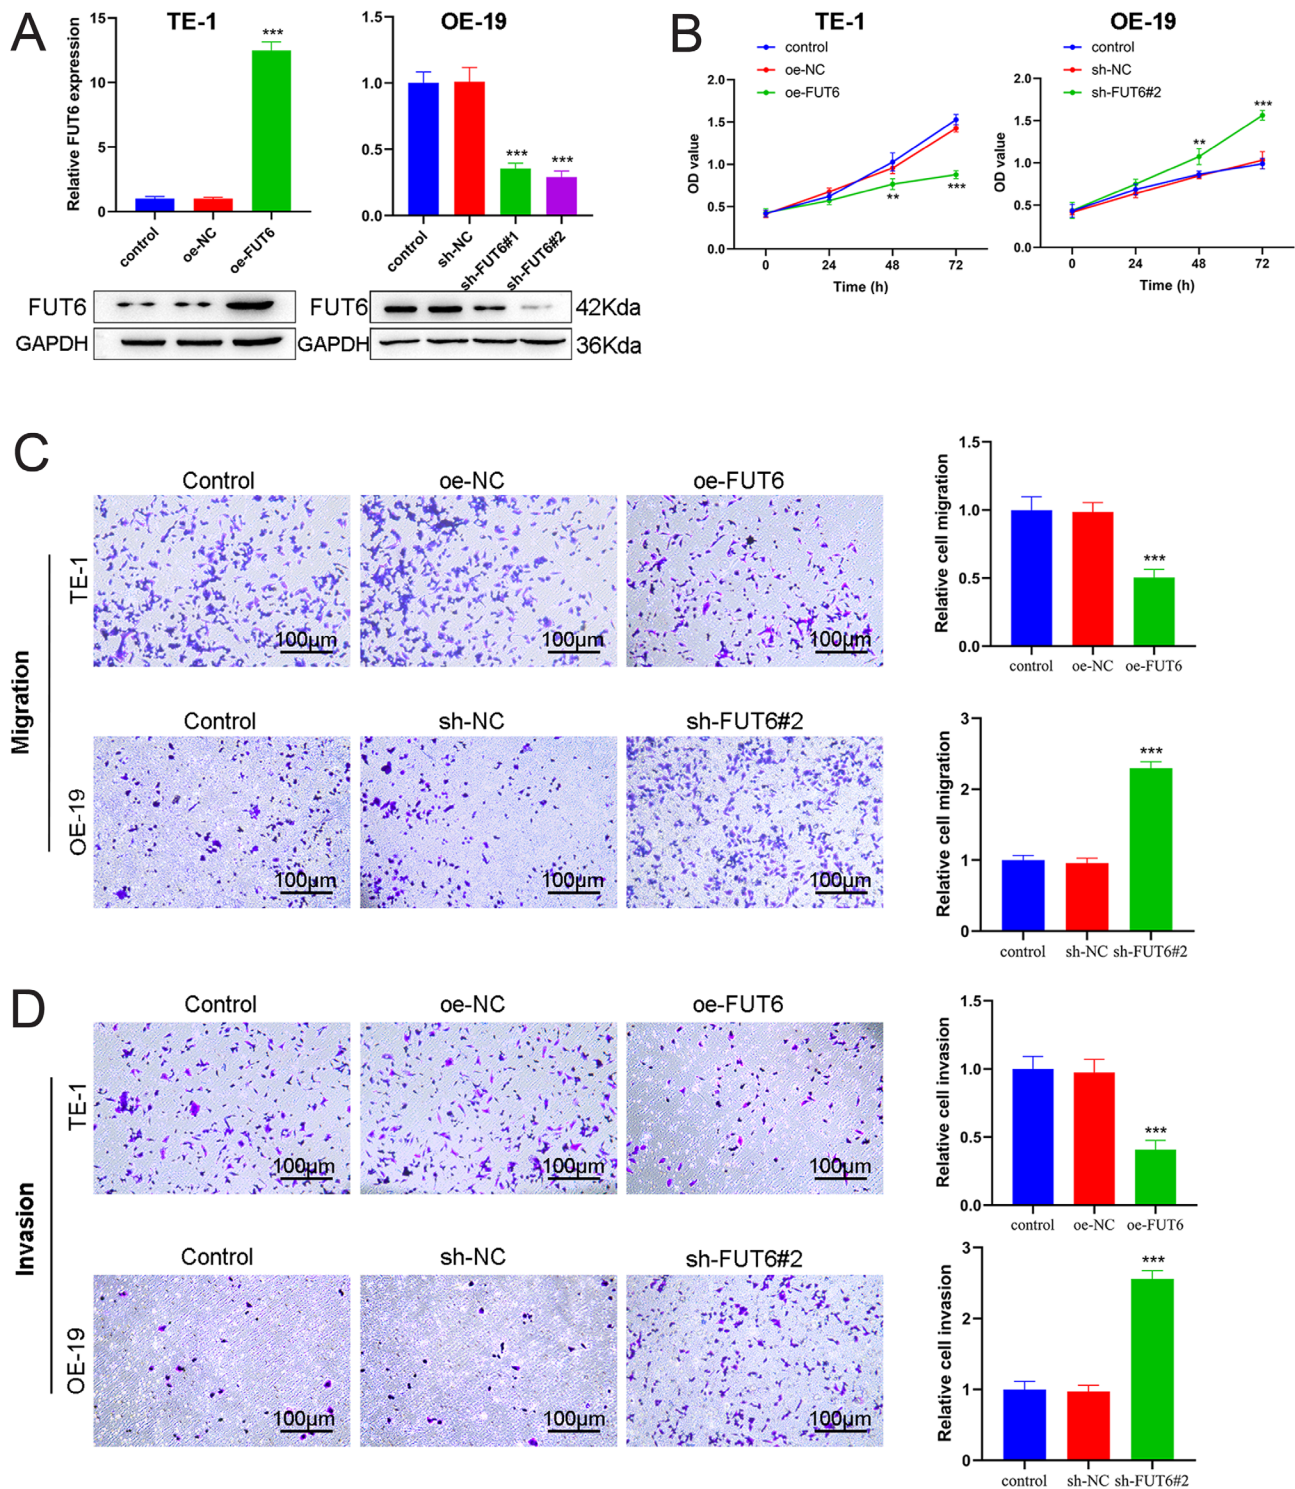 A
TE-1
Relative FUT6 expression
15
10
5
0
***
control
oe-NC
oe-FUT6
OE-19
1.5
1.0
0.5
0.0
***
***
control
sh-NC
sh-FUT6#1
sh-FUT6#2
FUT6
GAPDH
FUT6
42Kda
GAPDH
36Kda
B
TE-1
control
oe-NC
oe-FUT6
OD value
2.0
1.5
1.0
0.5
0.0
**
***
0
24
48
72
Time (h)
OE-19
control
sh-NC
sh-FUT6#2
OD value
2.0
1.5
1.0
0.5
0.0
**
***
0
24
48
72
Time (h)
C
Migration
Control
oe-NC
oe-FUT6
TE-1
100μm
100μm
100μm
Relative cell migration
1.5
1.0
0.5
0.0
***
control
oe-NC
oe-FUT6
Control
sh-NC
sh-FUT6#2
OE-19
100μm
100μm
100μm
Relative cell migration
3
2
1
0
***
control
sh-NC
sh-FUT6#2
D
Invasion
Control
oe-NC
oe-FUT6
TE-1
100μm
100μm
100μm
Relative cell invasion
1.5
1.0
0.5
0.0
***
control
oe-NC
oe-FUT6
Control
sh-NC
sh-FUT6#2
OE-19
100μm
100μm
100μm
Relative cell invasion
3
2
1
0
***
control
sh-NC
sh-FUT6#2